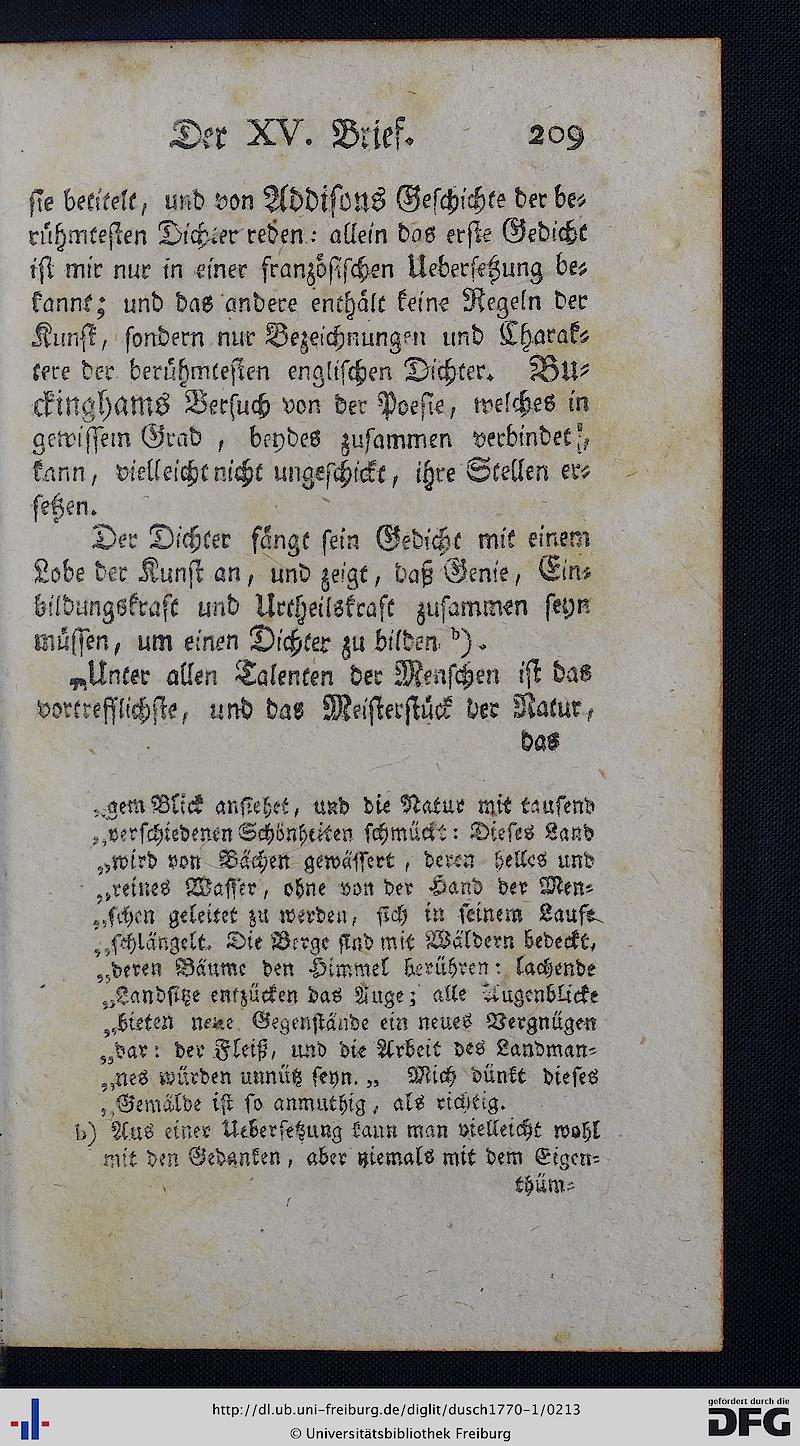 Der XV. Brief. 209
sie betitelt, und von Addisons Geschichte der be-
rühmtesten Dichter reden: allein das erste Gedicht
ist mir nur in einer französischen Uebersetzung be-
kannt; und das andere enthält keine Regeln der
Kunst, sondern nur Bezeichnungen und Charak-
tere der berühmtesten englischen Dichter. Bu-
ckinghams Versuch von der Poesie, welches in
gewissem Grad, beydes zusammen verbindet,
kann, vielleicht nicht ungeschickt, ihre Stellen er-
setzen.
Der Dichter fängt sein Gedicht mit einem
Lobe der Kunst an, und zeigt, daß Genie, Ein-
bildungskraft und Urtheilskraft zusammen seyn
müssen, um einen Dichter zu bilden b).
„Unter allen Talenten der Menschen ist das
vortrefflichste, und das Meisterstück der Natur,
das
„gem Blick ansiehet, und die Natur mit tausend
„verschiedenen Schönheiten schmückt: Dieses Land
„wird von Bächen gewässert, deren helles und
„reines Wasser, ohne von der Hand der Men-
„schen geleitet zu werden, sich in seinem Laufe
„schlängelt. Die Berge sind mit Wäldern bedeckt,
„deren Bäume den Himmel berühren: lachende
„Landsitze entzücken das Auge; alle Augenblicke
„bieten neue Gegenstände ein neues Vergnügen
„dar: der Fleiß, und die Arbeit des Landman-
„nes würden unnütz seyn.„ Mich dünkt dieses
„Gemälde ist so anmuthig, als richtig.
b) Aus einer Uebersetzung kann man vielleicht wohl
mit den Gedanken, aber niemals mit dem Eigen-
thüm-
http://dl.ub.uni-freiburg.de/diglit/dusch1770-1/0213
© Universitätsbibliothek Freiburg
gefördert durch die
DFG